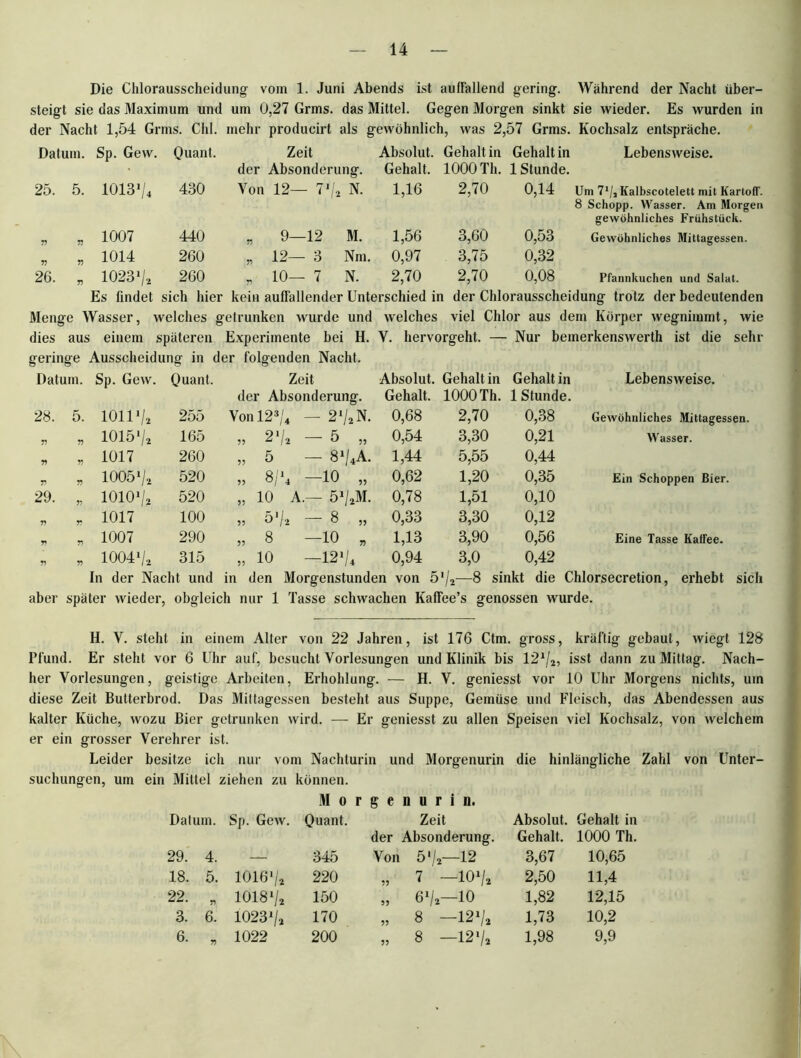 — 14 —
Die Chlorausscheidung vom 1. Juni Abends ist auffallend gering. Während der Nacht über-
steigt sie das Maximum und um 0,27 Grms. das Mittel. Gegen Morgen sinkt sie wieder. Es wurden in
der Nacht 1,54 Grms. Chl. mehr producirt als gewöhnlich, was 2,57 Grms. Kochsalz entspräche.
Datum. Sp. Gew. Quant. Zeit Absolut. Gehalt in Gehalt in Lebensweise.
der Absonderung. Gehalt. 1000 Th. 1 Stunde.
25. 5. 1013¹/₄ 430 Von 12— 7¹/₂ N. 1,16 2,70 0,14 Um 7¹/₂ Kalbscotelett mit Kartoff.
8 Schopp. Wasser. Am Morgen
gewöhnliches Frühstück.
„ „ 1007 440 „ 9—12 M. 1,56 3,60 0,53 Gewöhnliches Mittagessen.
„ „ 1014 260 „ 12— 3 Nm. 0,97 3,75 0,32
26. „ 1023¹/₂ 260 „ 10— 7 N. 2,70 2,70 0,08 Pfannkuchen und Salat.
Es findet sich hier kein auffallender Unterschied in der Chlorausscheidung trotz der bedeutenden
Menge Wasser, welches getrunken wurde und welches viel Chlor aus dem Körper wegnimmt, wie
dies aus einem späteren Experimente bei H. V. hervorgeht. — Nur bemerkenswerth ist die sehr
geringe Ausscheidung in der folgenden Nacht.
Datum. Sp. Gew. Quant. Zeit Absolut. Gehalt in Gehalt in Lebensweise.
der Absonderung. Gehalt. 1000 Th. 1 Stunde.
28. 5. 1011¹/₂ 255 Von 12³/₄ — 2¹/₂ N. 0,68 2,70 0,38 Gewöhnliches Mittagessen.
„ „ 1015¹/₂ 165 „ 2¹/₂ — 5 „ 0,54 3,30 0,21 Wasser.
„ „ 1017 260 „ 5 — 8¹/₄A. 1,44 5,55 0,44
„ „ 1005¹/₂ 520 „ 8/¹₄ —10 „ 0,62 1,20 0,35 Ein Schoppen Bier.
29. „ 1010¹/₂ 520 „ 10 A.— 5¹/₂M. 0,78 1,51 0,10
„ „ 1017 100 „ 5¹/₂ — 8 „ 0,33 3,30 0,12
„ „ 1007 290 „ 8 —10 „ 1,13 3,90 0,56 Eine Tasse Kaffee.
„ „ 1004¹/₂ 315 „ 10 —12¹/₄ 0,94 3,0 0,42
In der Nacht und in den Morgenstunden von 5¹/₂—8 sinkt die Chlorsecretion, erhebt sich
aber später wieder, obgleich nur 1 Tasse schwachen Kaffee's genossen wurde.
H. V. steht in einem Alter von 22 Jahren, ist 176 Ctm. gross, kräftig gebaut, wiegt 128
Pfund. Er steht vor 6 Uhr auf, besucht Vorlesungen und Klinik bis 12¹/₂, isst dann zu Mittag. Nach-
her Vorlesungen, geistige Arbeiten, Erhohlung. — H. V. geniesst vor 10 Uhr Morgens nichts, um
diese Zeit Butterbrod. Das Mittagessen besteht aus Suppe, Gemüse und Fleisch, das Abendessen aus
kalter Küche, wozu Bier getrunken wird. — Er geniesst zu allen Speisen viel Kochsalz, von welchem
er ein grosser Verehrer ist.
Leider besitze ich nur vom Nachturin und Morgenurin die hinlängliche Zahl von Unter-
suchungen, um ein Mittel ziehen zu können.
Morgenurin.
Datum. Sp. Gew. Quant. Zeit Absolut. Gehalt in
der Absonderung. Gehalt. 1000 Th.
29. 4. — 345 Von 5¹/₂—12 3,67 10,65
18. 5. 1016¹/₂ 220 „ 7 —10¹/₂ 2,50 11,4
22. „ 1018¹/₂ 150 „ 6¹/₂—10 1,82 12,15
3. 6. 1023¹/₂ 170 „ 8 —12¹/₂ 1,73 10,2
6. „ 1022 200 „ 8 —12¹/₂ 1,98 9,9